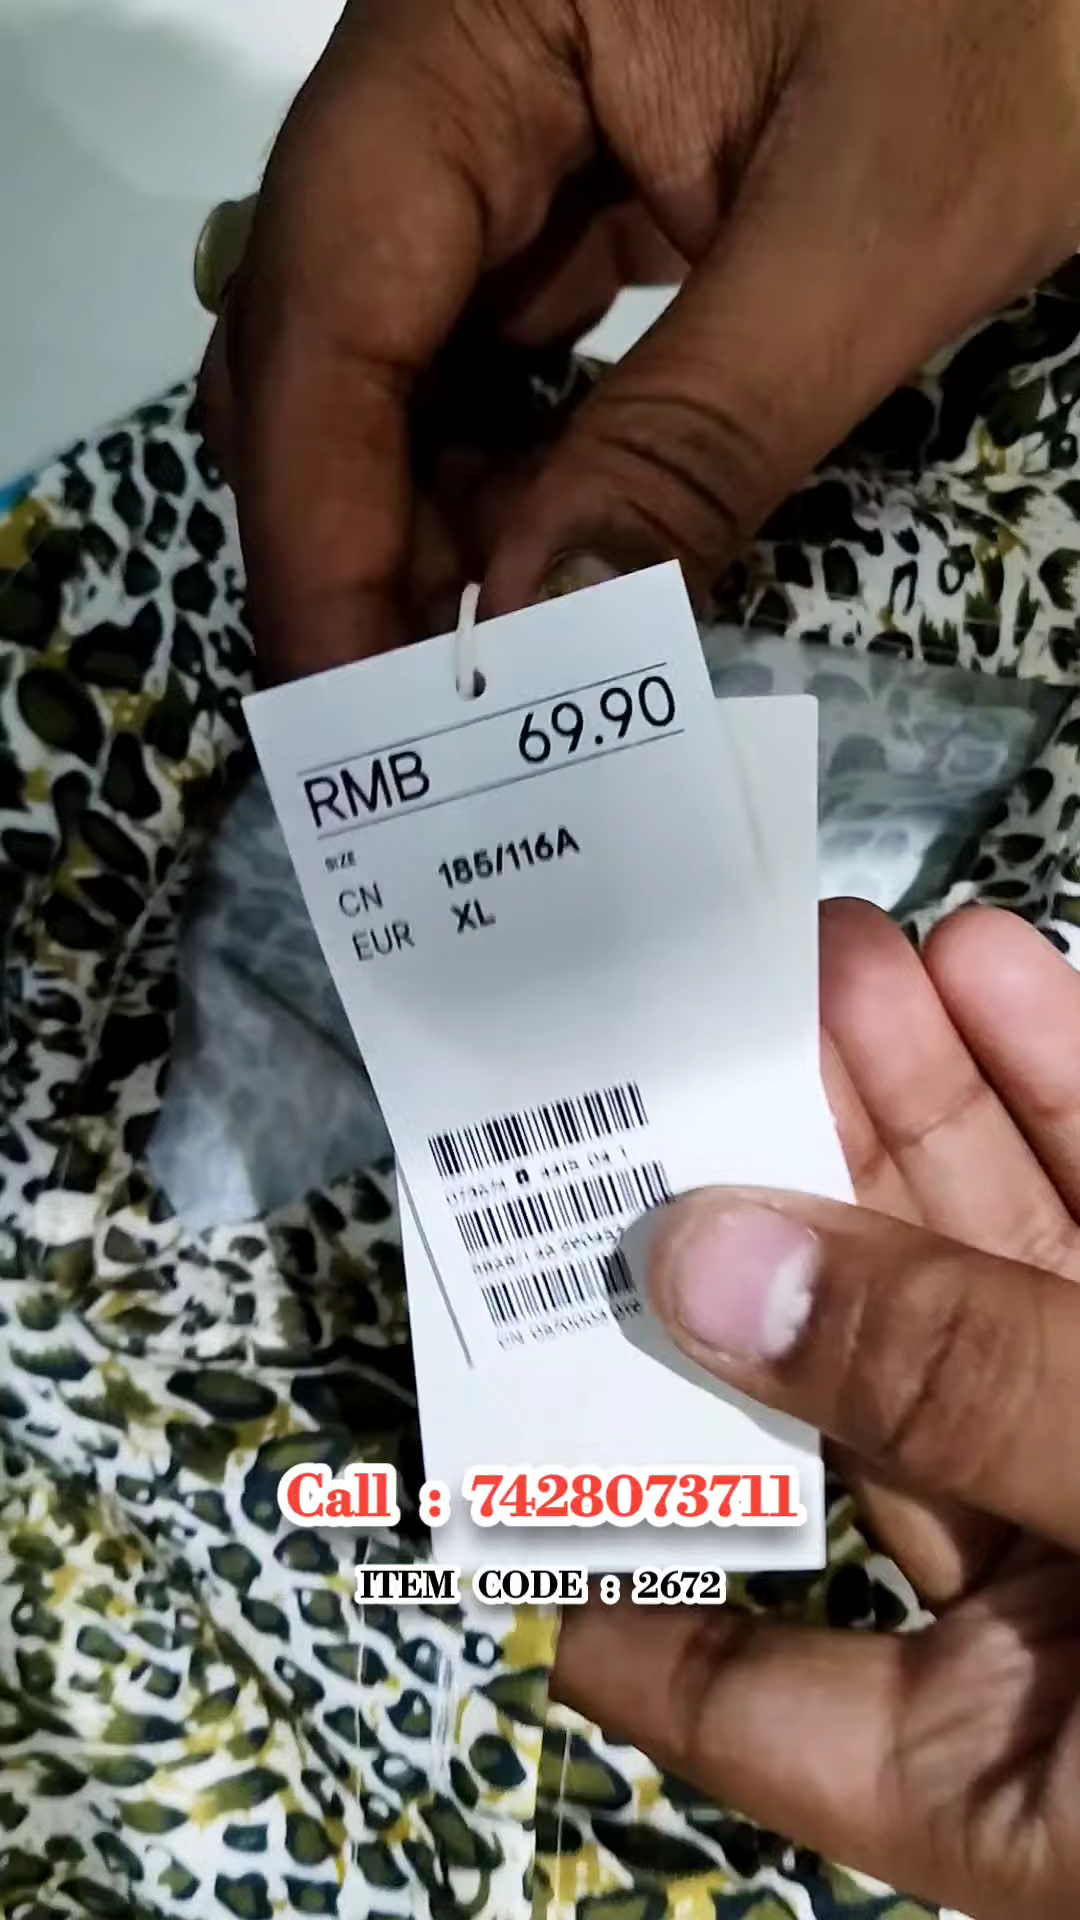 RMB 69.90
SIZE
CN 185/116A
EUR XL
Call : 7428073711
ITEM CODE : 2672